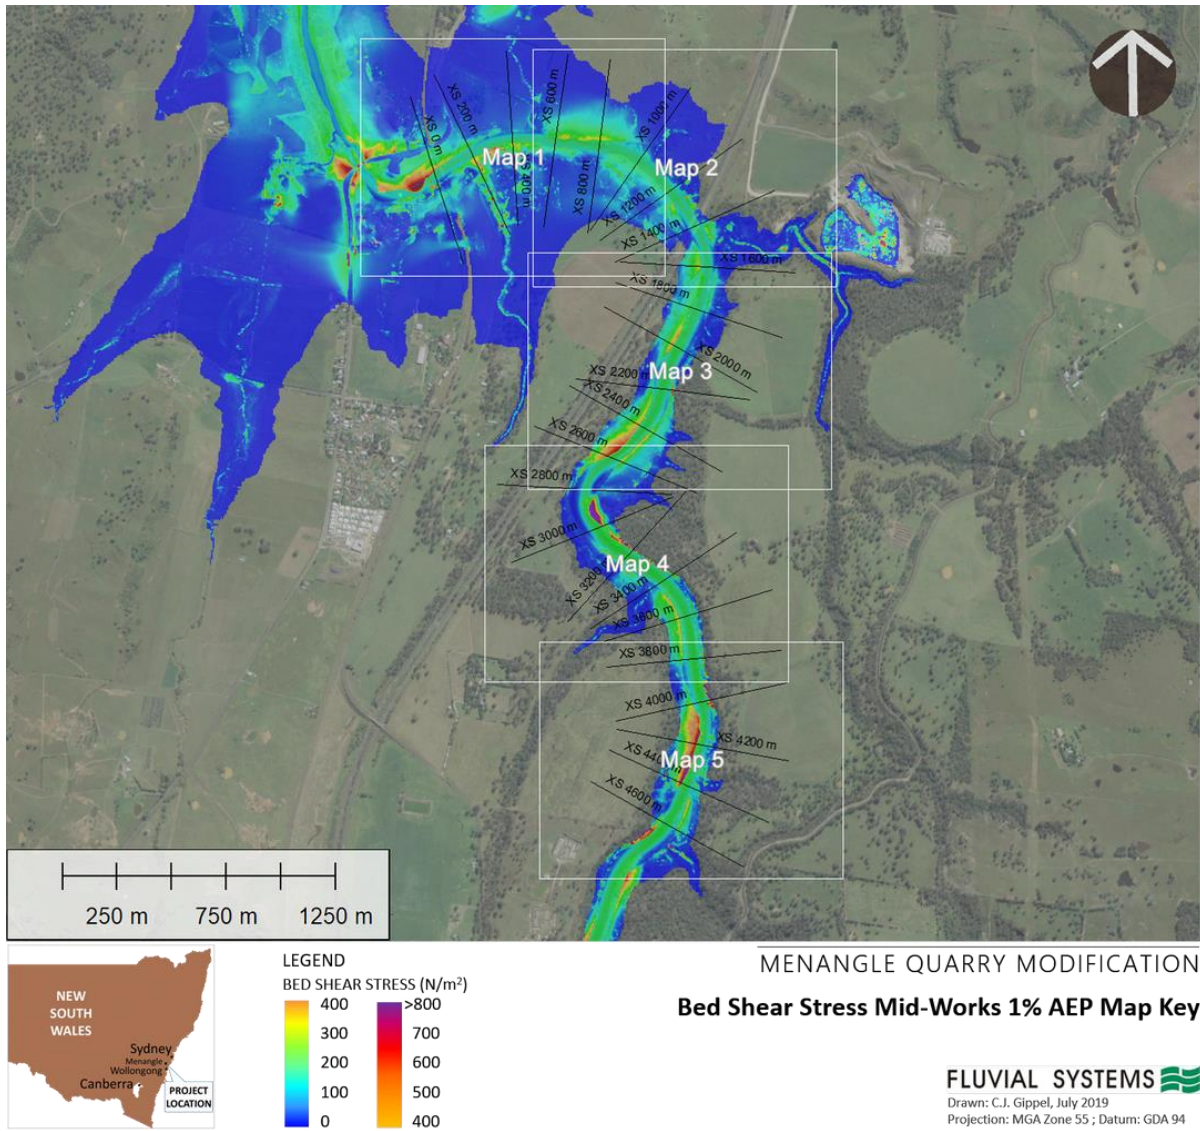 XS 0 m
XS 200 m
XS 400 m
XS 600 m
XS 800 m
XS 1000 m
XS 1200 m
XS 1400 m
XS 1600 m
XS 1800 m
XS 2000 m
XS 2200 m
XS 2400 m
XS 2600 m
XS 2800 m
XS 3000 m
XS 3200
XS 3400 m
XS 3600 m
XS 3800 m
XS 4000 m
XS 4200 m
XS 4400 m
XS 4600 m
Map 1
Map 2
Map 3
Map 4
Map 5
250 m 750 m 1250 m
NEW
SOUTH
WALES
Sydney
Menangle
Wollongong
Canberra
PROJECT
LOCATION
LEGEND
BED SHEAR STRESS (N/m²)
400 >800
300 700
200 600
100 500
0 400
MENANGLE QUARRY MODIFICATION
Bed Shear Stress Mid-Works 1% AEP Map Key
FLUVIAL SYSTEMS
Drawn: C.J. Gippel, July 2019
Projection: MGA Zone 55 ; Datum: GDA 94